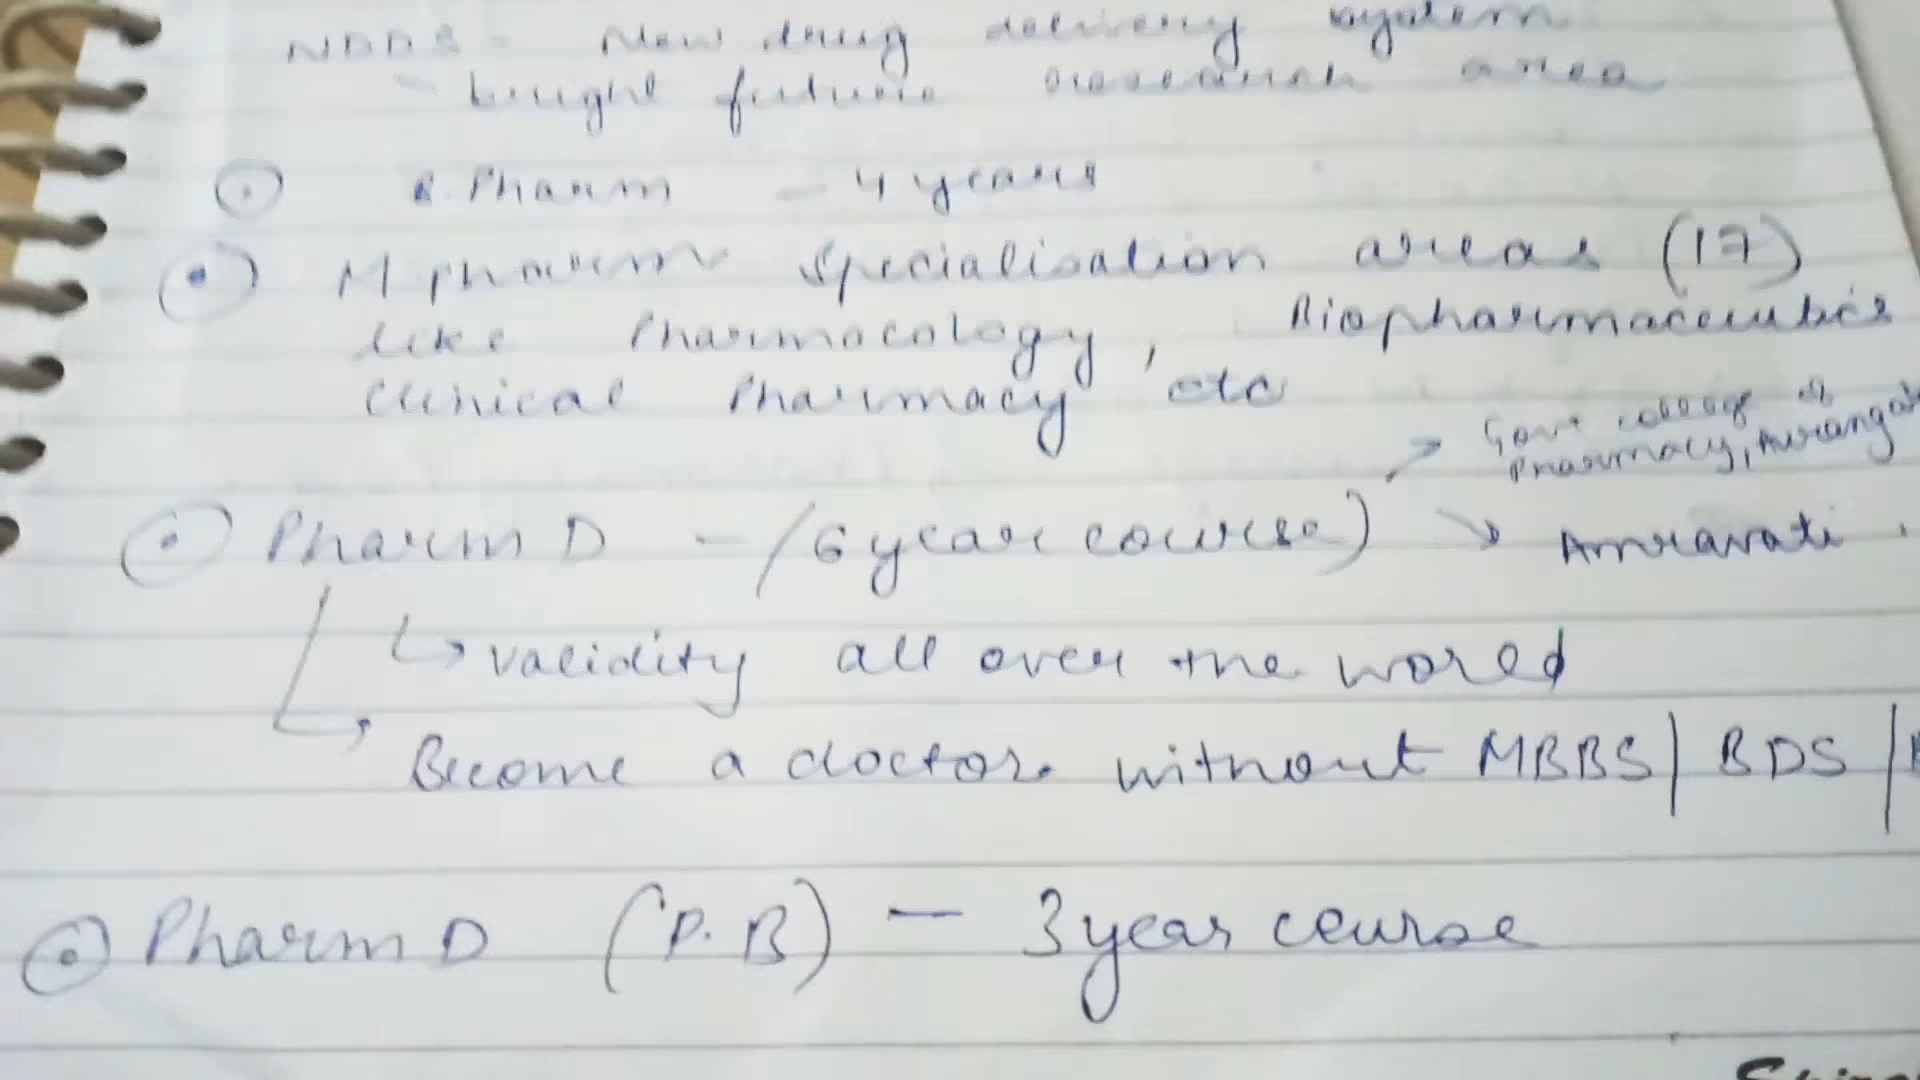 NDDS - New drug delivery system
- bright future research area
B. Pharm - 4 years
M pharm specialisation areas (17)
like Pharmacology, Biopharmaceutics
Clinical Pharmacy etc
Govt college of
Pharmacy, Aurangab
Pharm D - (6 year course) → Amravati
↳ validity all over the world
↳ Become a doctor without MBBS | BDS |
Pharm D (P.B) - 3 year course